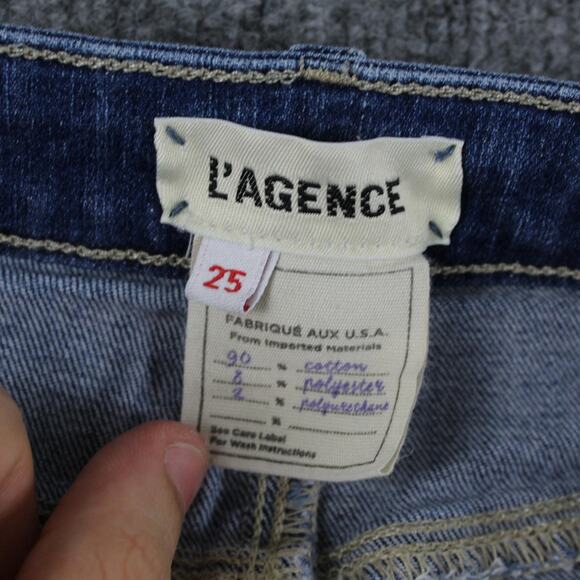 L'AGENCE
25
FABRIQUÉ AUX U.S.A.
From Imported Materials
90 % cotton
8 % polyester
2 % polyurethane
%
See Care Label
For Wash Instructions